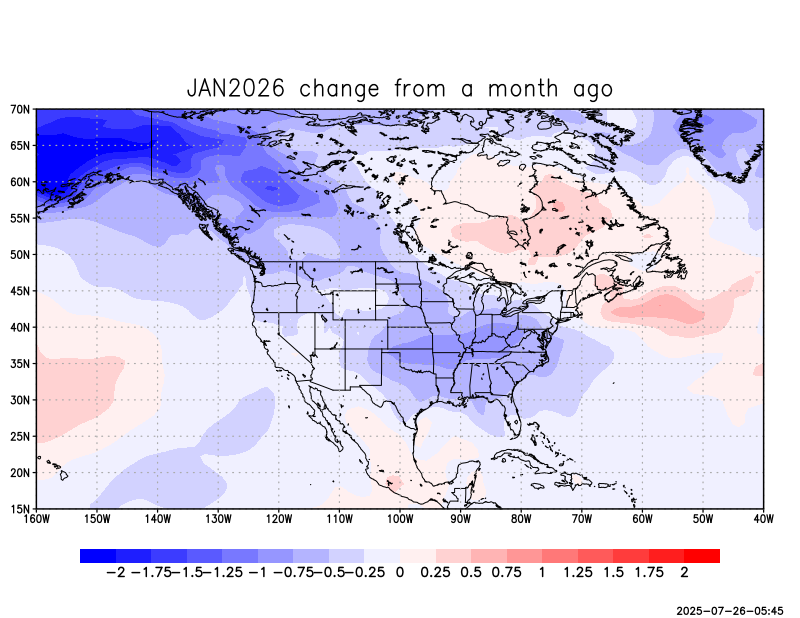 JAN2026 change from a month ago
70N
65N
60N
55N
50N
45N
40N
35N
30N
25N
20N
15N
160W 150W 140W 130W 120W 110W 100W 90W 80W 70W 60W 50W 40W
−2 −1.75 −1.5 −1.25 −1 −0.75 −0.5 −0.25 0 0.25 0.5 0.75 1 1.25 1.5 1.75 2
2025-07-26-05:45